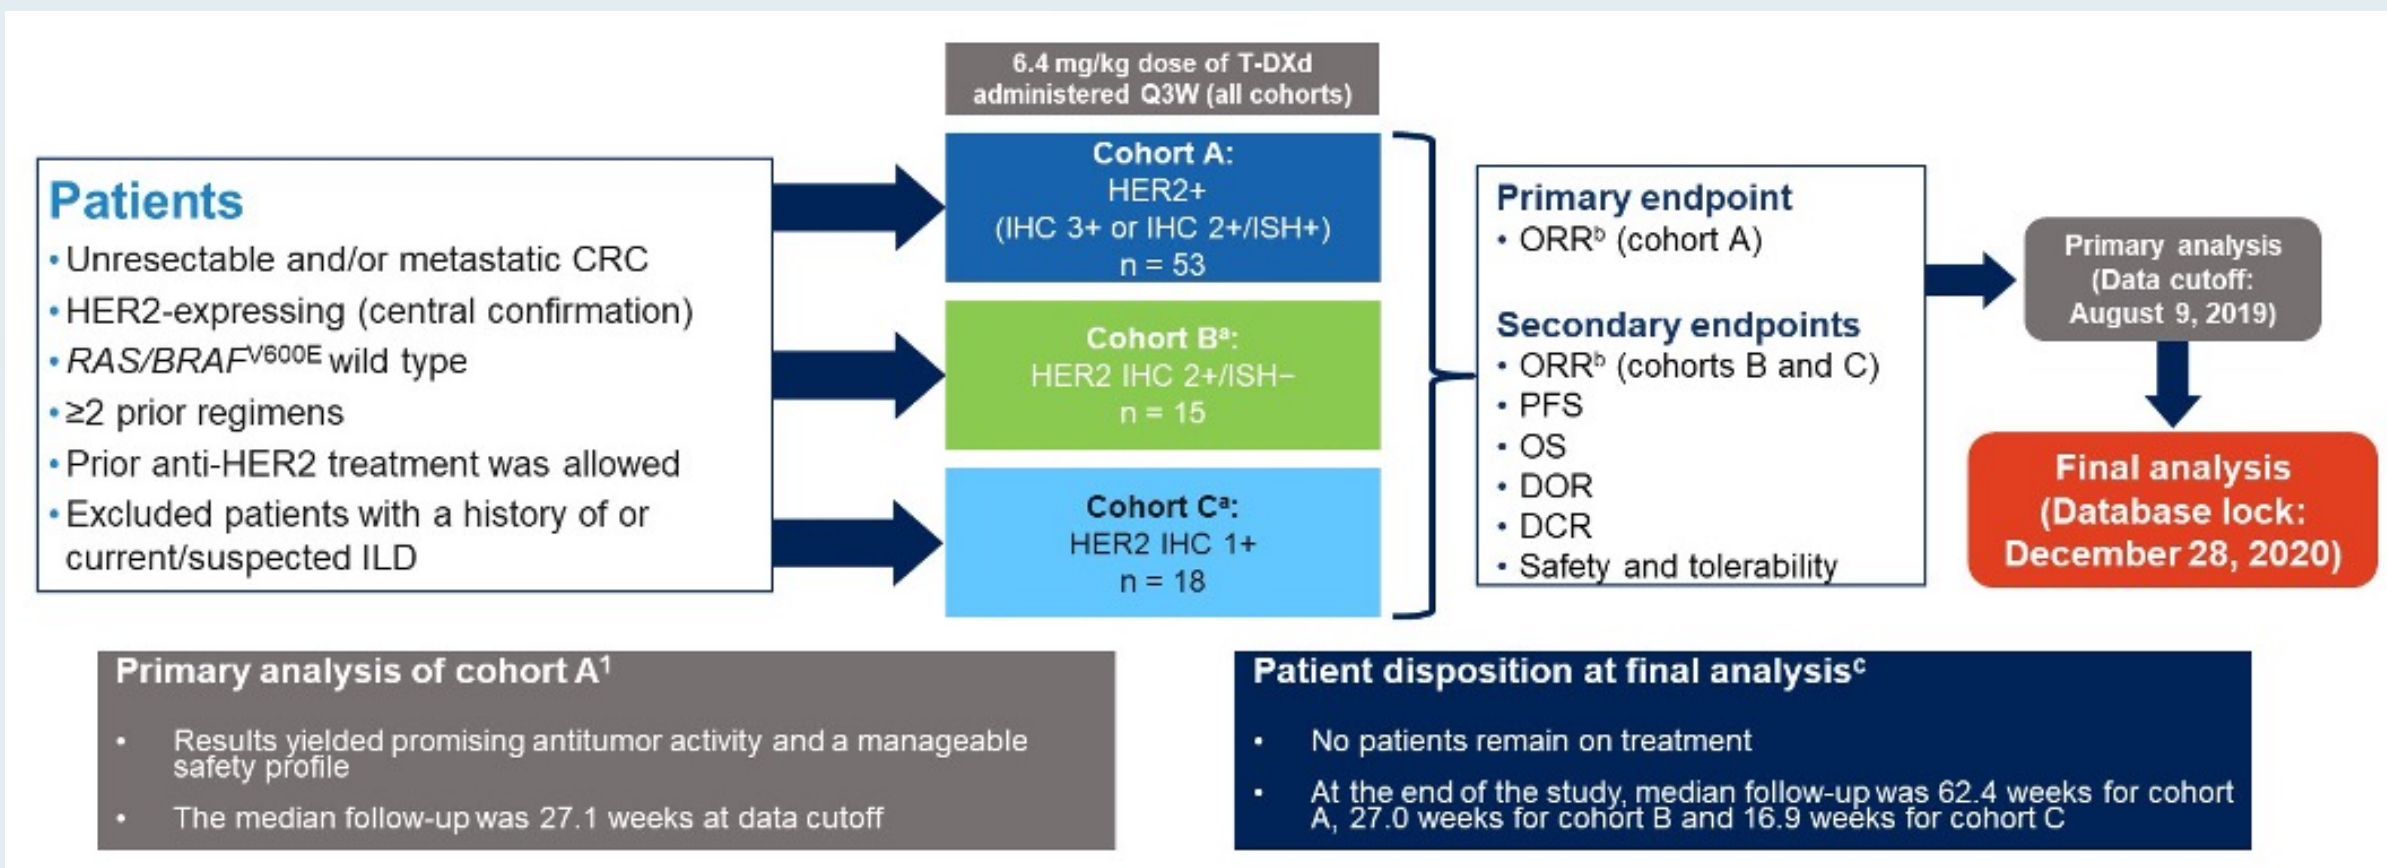 6.4 mg/kg dose of T-DXd
administered Q3W (all cohorts)
Patients
• Unresectable and/or metastatic CRC
• HER2-expressing (central confirmation)
• RAS/BRAFV600E wild type
• ≥2 prior regimens
• Prior anti-HER2 treatment was allowed
• Excluded patients with a history of or
current/suspected ILD
Cohort A:
HER2+
(IHC 3+ or IHC 2+/ISH+)
n = 53
Cohort Bᵃ:
HER2 IHC 2+/ISH−
n = 15
Cohort Cᵃ:
HER2 IHC 1+
n = 18
Primary endpoint
• ORRᵇ (cohort A)
Secondary endpoints
• ORRᵇ (cohorts B and C)
• PFS
• OS
• DOR
• DCR
• Safety and tolerability
Primary analysis
(Data cutoff:
August 9, 2019)
Final analysis
(Database lock:
December 28, 2020)
Primary analysis of cohort A¹
• Results yielded promising antitumor activity and a manageable
safety profile
• The median follow-up was 27.1 weeks at data cutoff
Patient disposition at final analysisᶜ
• No patients remain on treatment
• At the end of the study, median follow-up was 62.4 weeks for cohort
A, 27.0 weeks for cohort B and 16.9 weeks for cohort C